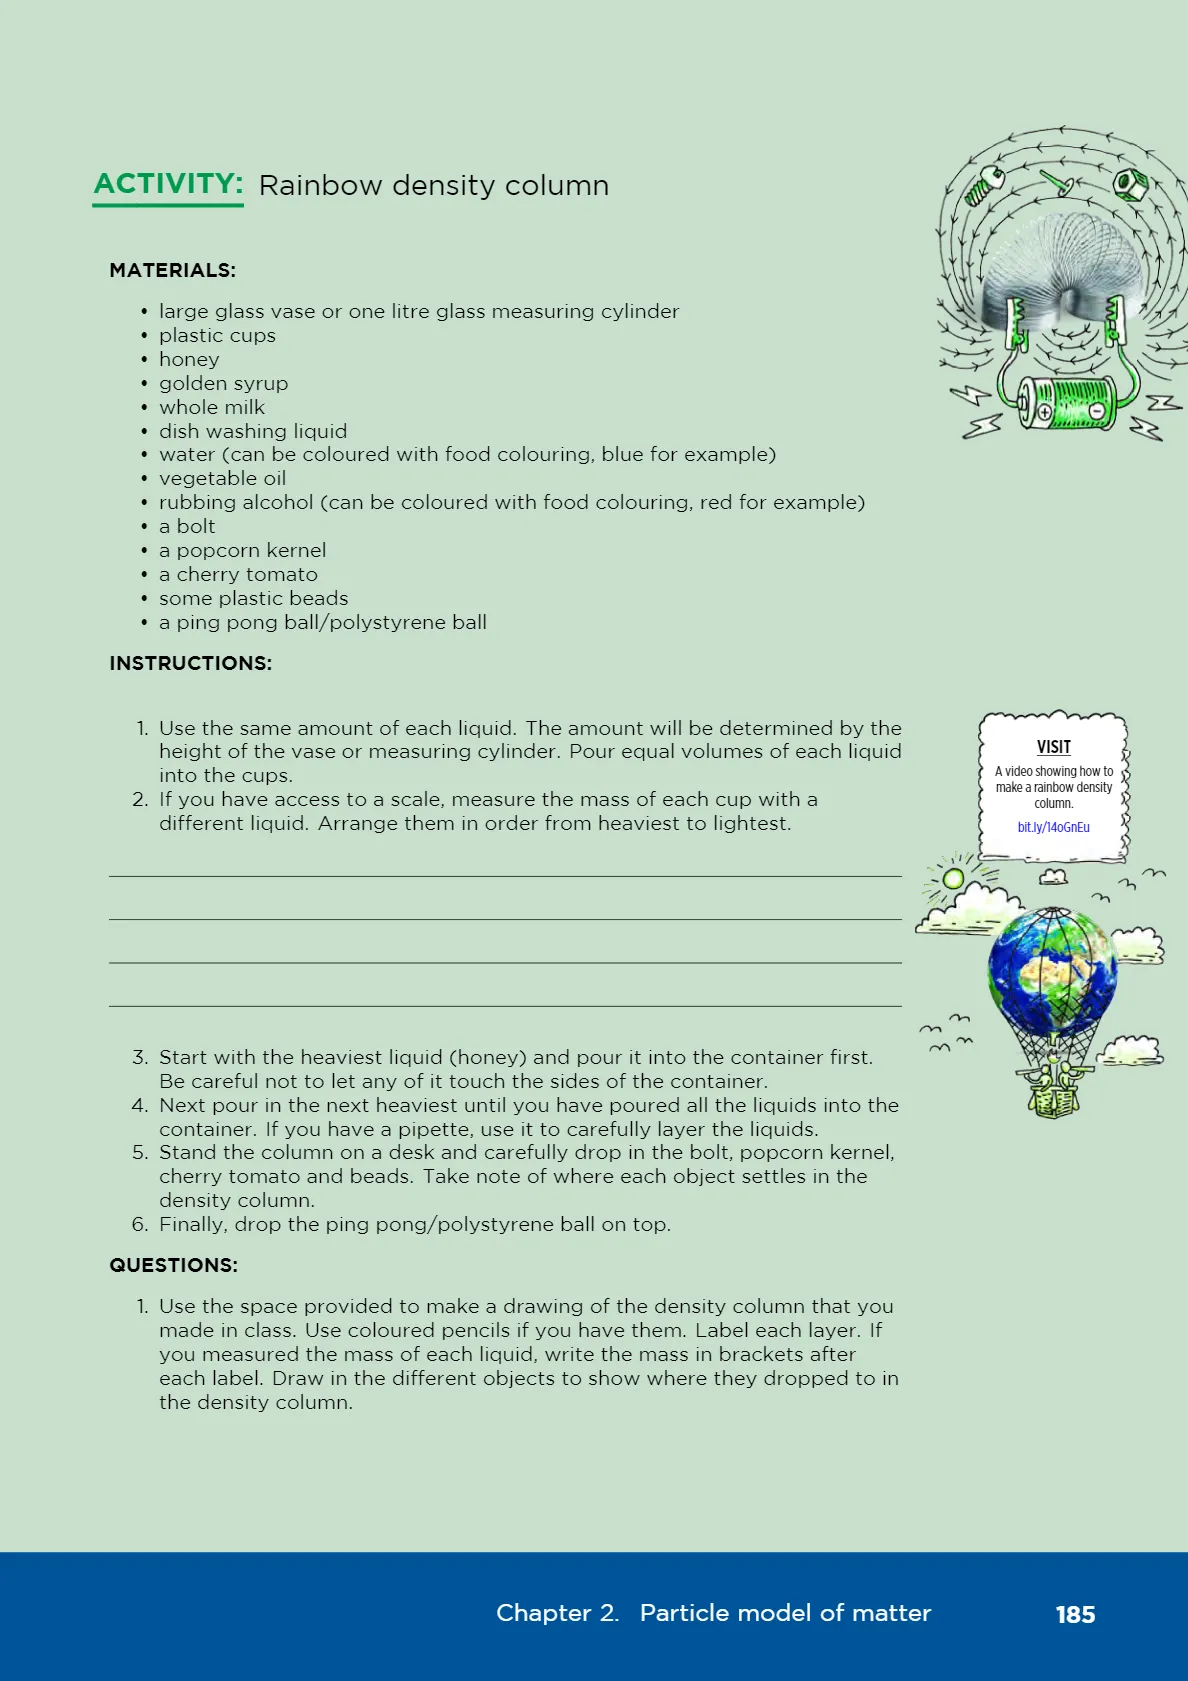 ACTIVITY: Rainbow density column
MATERIALS:
• large glass vase or one litre glass measuring cylinder
• plastic cups
• honey
• golden syrup
• whole milk
• dish washing liquid
• water (can be coloured with food colouring, blue for example)
• vegetable oil
• rubbing alcohol (can be coloured with food colouring, red for example)
• a bolt
• a popcorn kernel
• a cherry tomato
• some plastic beads
• a ping pong ball/polystyrene ball
INSTRUCTIONS:
1. Use the same amount of each liquid. The amount will be determined by the
height of the vase or measuring cylinder. Pour equal volumes of each liquid
into the cups.
2. If you have access to a scale, measure the mass of each cup with a
different liquid. Arrange them in order from heaviest to lightest.
VISIT
A video showing how to
make a rainbow density
column.
bit.ly/14oGnEu
3. Start with the heaviest liquid (honey) and pour it into the container first.
Be careful not to let any of it touch the sides of the container.
4. Next pour in the next heaviest until you have poured all the liquids into the
container. If you have a pipette, use it to carefully layer the liquids.
5. Stand the column on a desk and carefully drop in the bolt, popcorn kernel,
cherry tomato and beads. Take note of where each object settles in the
density column.
6. Finally, drop the ping pong/polystyrene ball on top.
QUESTIONS:
1. Use the space provided to make a drawing of the density column that you
made in class. Use coloured pencils if you have them. Label each layer. If
you measured the mass of each liquid, write the mass in brackets after
each label. Draw in the different objects to show where they dropped to in
the density column.
Chapter 2. Particle model of matter 185